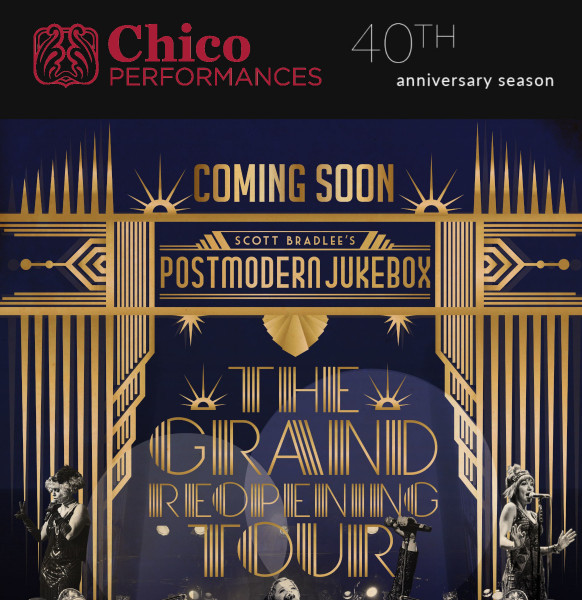 Chico
PERFORMANCES
40TH
anniversary season
COMING SOON
SCOTT BRADLEE'S
POSTMODERN JUKEBOX
THE
GRAND
REOPENING
TOUR